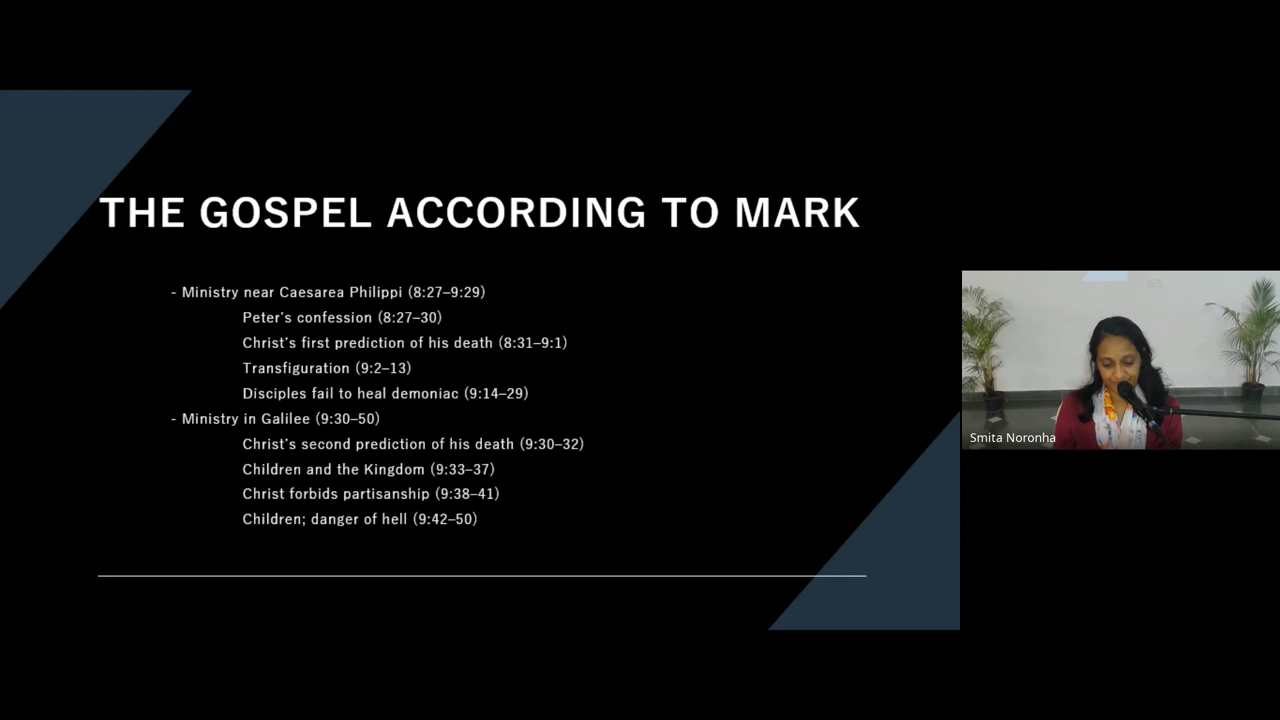 THE GOSPEL ACCORDING TO MARK
- Ministry near Caesarea Philippi (8:27–9:29)
Peter's confession (8:27–30)
Christ's first prediction of his death (8:31–9:1)
Transfiguration (9:2–13)
Disciples fail to heal demoniac (9:14–29)
- Ministry in Galilee (9:30–50)
Christ's second prediction of his death (9:30–32)
Children and the Kingdom (9:33–37)
Christ forbids partisanship (9:38–41)
Children; danger of hell (9:42–50)
Smita Noronha